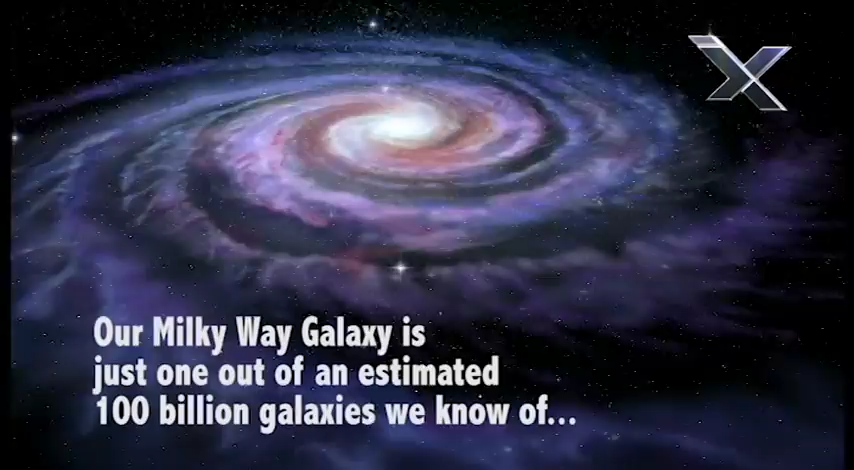 X
Our Milky Way Galaxy is
just one out of an estimated
100 billion galaxies we know of...